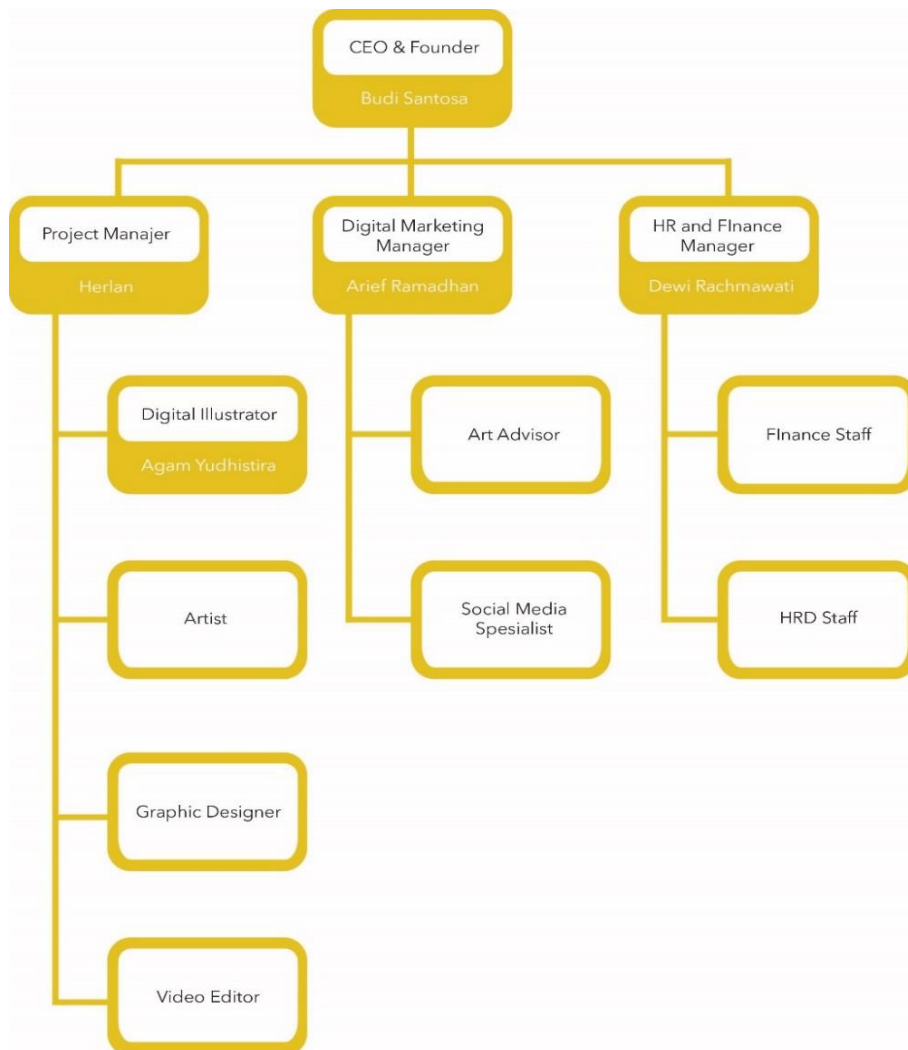 CEO & Founder
Budi Santosa
Project Manajer
Herlan
Digital Marketing
Manager
Arief Ramadhan
HR and FInance
Manager
Dewi Rachmawati
Digital Illustrator
Agam Yudhistira
Art Advisor
FInance Staff
Artist
Social Media
Spesialist
HRD Staff
Graphic Designer
Video Editor